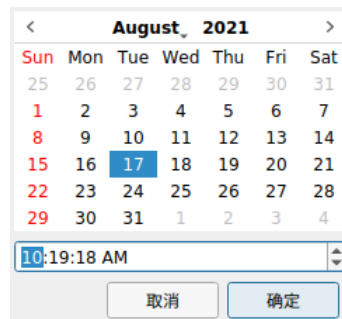 < August 2021 >
Sun Mon Tue Wed Thu Fri Sat
25 26 27 28 29 30 31
1 2 3 4 5 6 7
8 9 10 11 12 13 14
15 16 17 18 19 20 21
22 23 24 25 26 27 28
29 30 31 1 2 3 4
10:19:18 AM
取消 确定